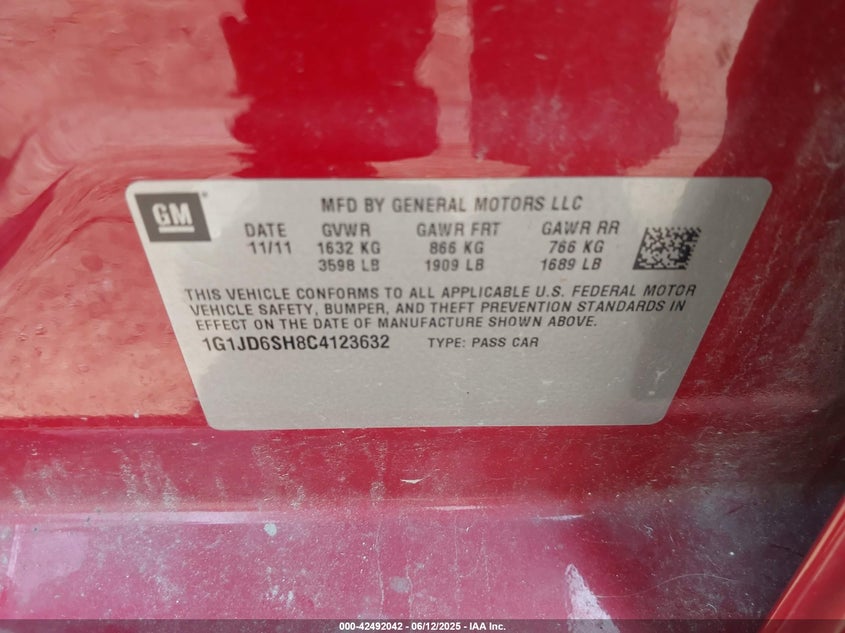 GM
MFD BY GENERAL MOTORS LLC
DATE GVWR GAWR FRT GAWR RR
11/11 1632 KG 866 KG 766 KG
3598 LB 1909 LB 1689 LB
THIS VEHICLE CONFORMS TO ALL APPLICABLE U.S. FEDERAL MOTOR
VEHICLE SAFETY, BUMPER, AND THEFT PREVENTION STANDARDS IN
EFFECT ON THE DATE OF MANUFACTURE SHOWN ABOVE.
1G1JD6SH8C4123632 TYPE: PASS CAR
000-42492042 - 06/12/2025 - IAA Inc.